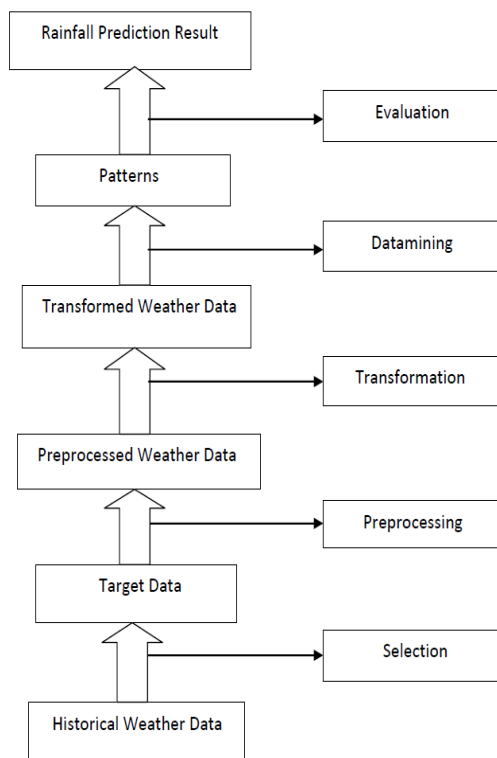 Rainfall Prediction Result
Evaluation
Patterns
Datamining
Transformed Weather Data
Transformation
Preprocessed Weather Data
Preprocessing
Target Data
Selection
Historical Weather Data